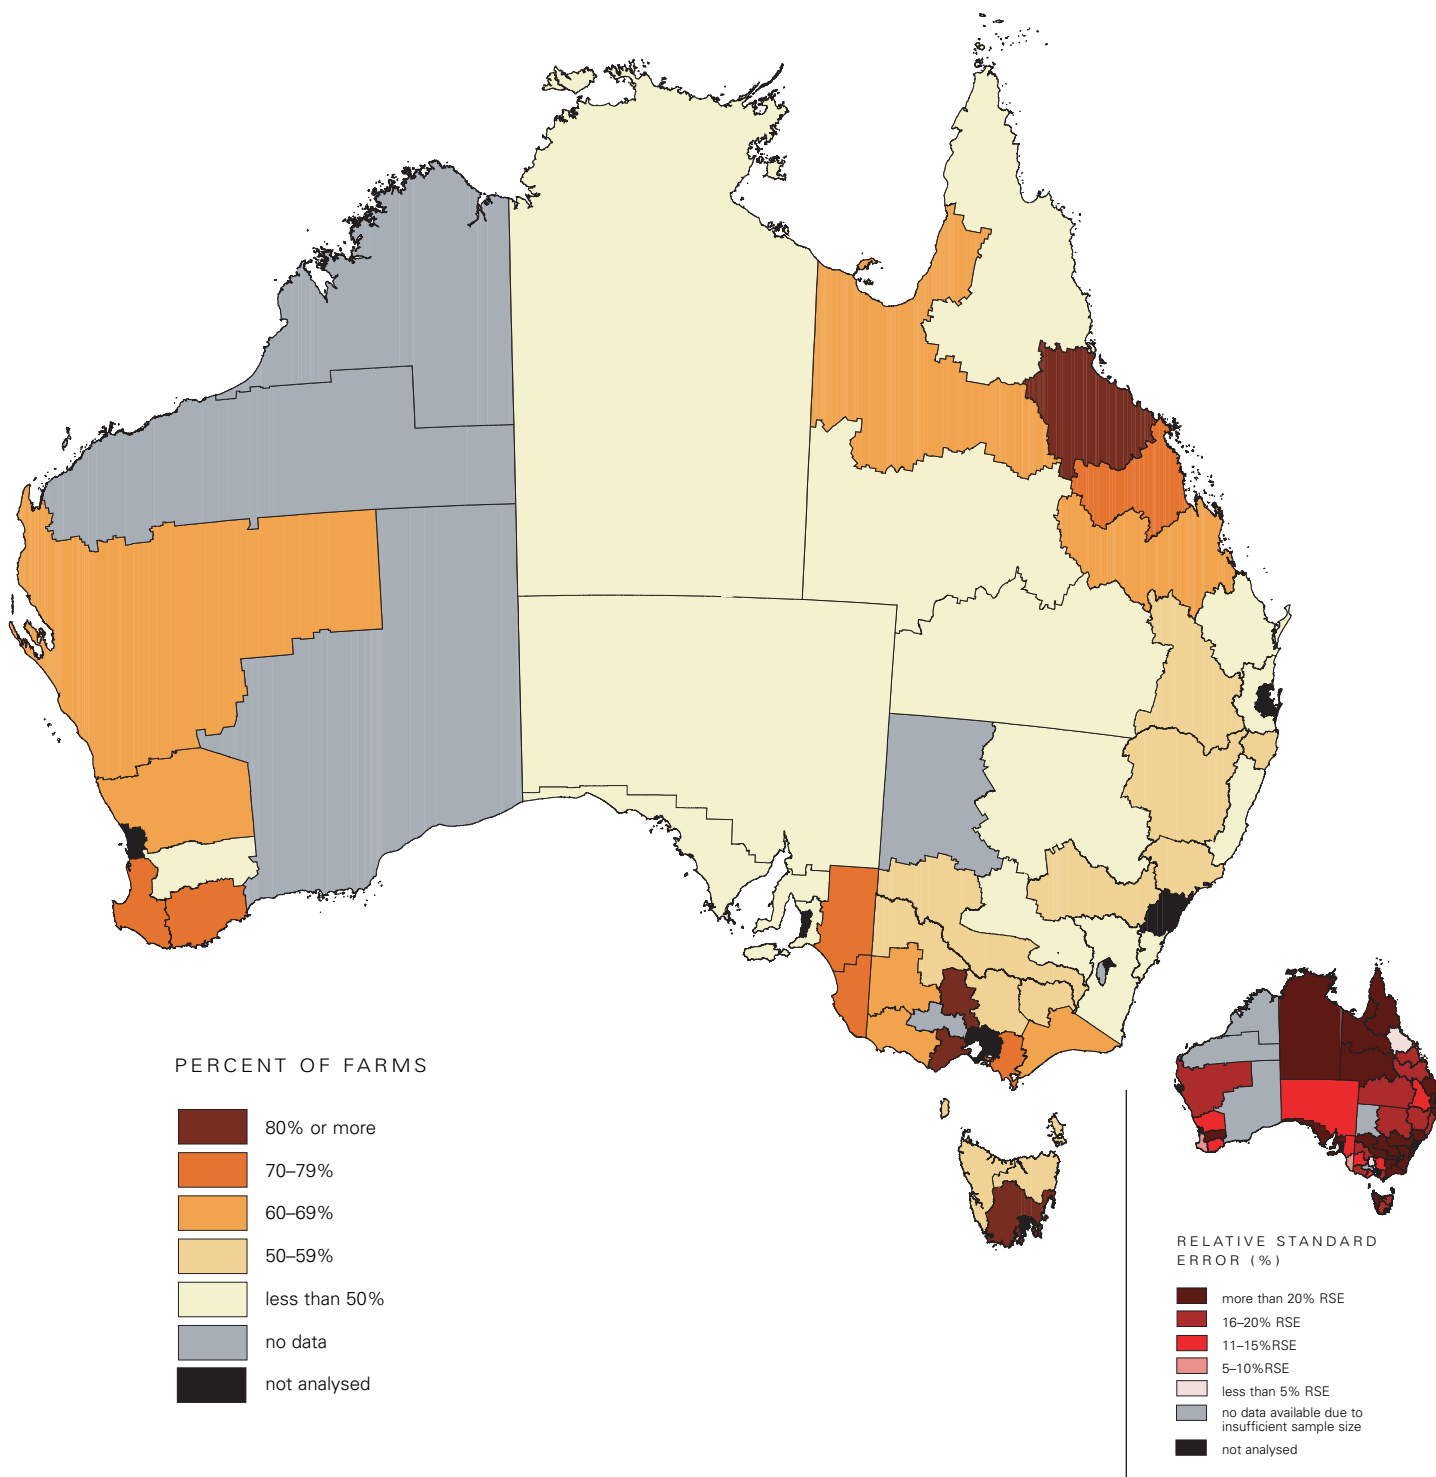 PERCENT OF FARMS
80% or more
70–79%
60–69%
50–59%
less than 50%
no data
not analysed
RELATIVE STANDARD
ERROR (%)
more than 20% RSE
16–20% RSE
11–15%RSE
5–10%RSE
less than 5% RSE
no data available due to
insufficient sample size
not analysed